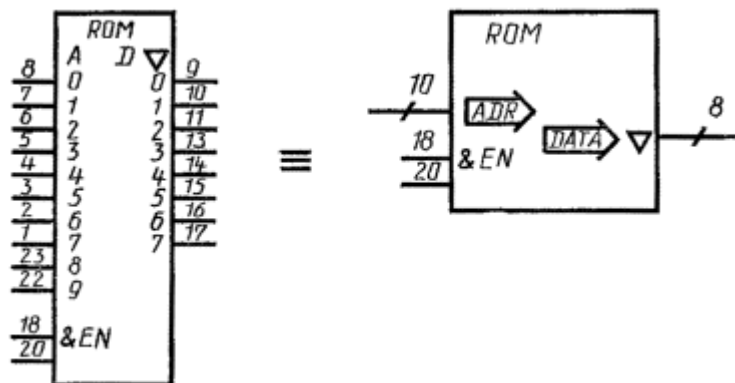 ROM
A D ▽
8 0 0 9
7 1 1 10
6 2 2 11
5 3 3 13
4 4 4 14
3 5 5 15
2 6 6 16
1 7 7 17
23 8
22 9
18 &EN
20
≡
ROM
10 ADR
DATA ▽ 8
18 &EN
20